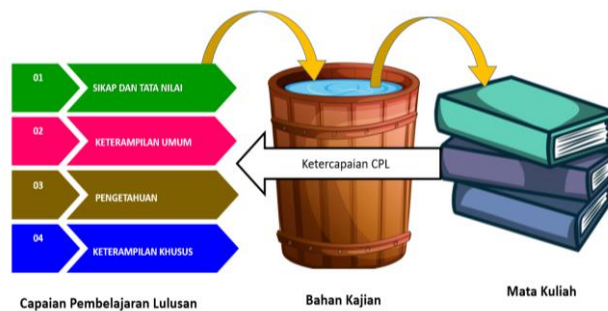 01
SIKAP DAN TATA NILAI
02
KETERAMPILAN UMUM
03
PENGETAHUAN
04
KETERAMPILAN KHUSUS
Ketercapaian CPL
Capaian Pembelajaran Lulusan
Bahan Kajian
Mata Kuliah